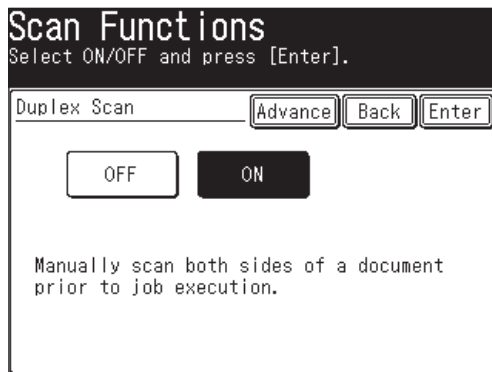 Scan Functions
Select ON/OFF and press [Enter].
Duplex Scan Advance Back Enter
OFF ON
Manually scan both sides of a document
prior to job execution.